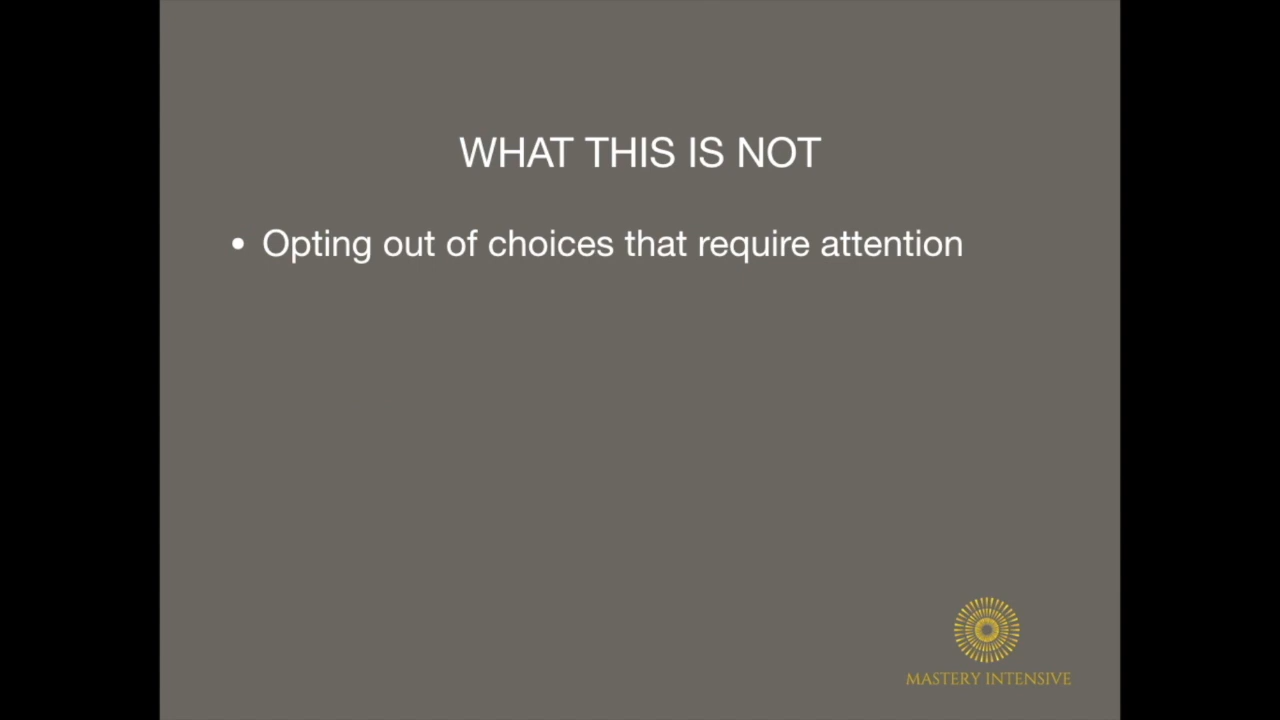 WHAT THIS IS NOT
• Opting out of choices that require attention
MASTERY INTENSIVE